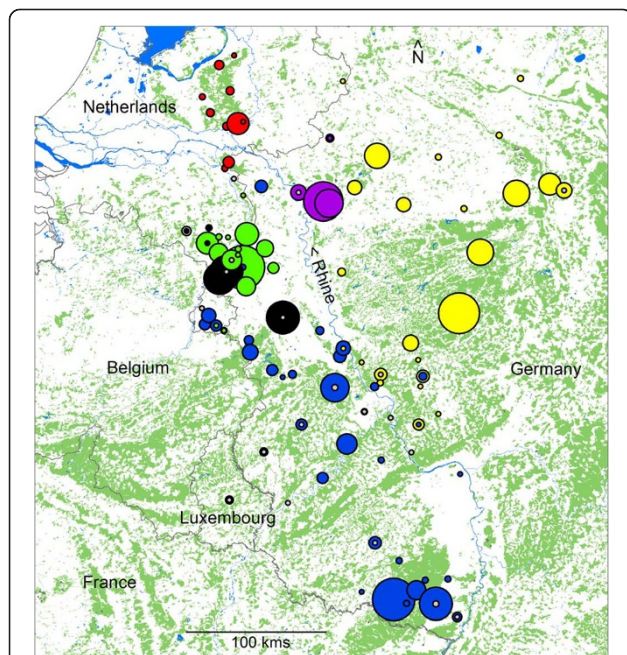 ^
N
Netherlands
< Rhine
Belgium
Germany
Luxembourg
France
100 kms